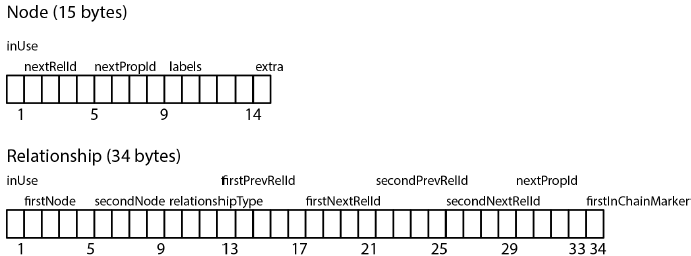 Node (15 bytes)
inUse
nextRelId nextPropId labels extra
1 5 9 14
Relationship (34 bytes)
inUse firstPrevRelId secondPrevRelId nextPropId
firstNode secondNode relationshipType firstNextRelId secondNextRelId firstInChainMarker
1 5 9 13 17 21 25 29 33 34